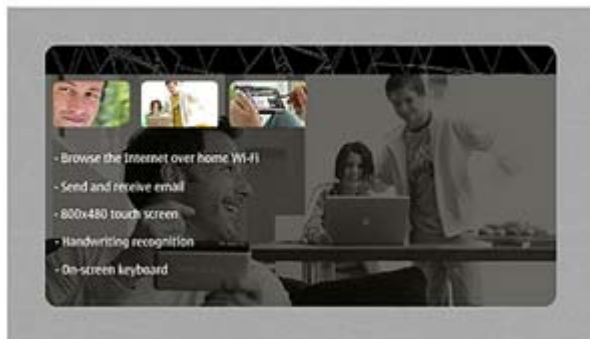 - Browse the Internet over home Wi-Fi
- Send and receive email
- 800x480 touch screen
- Handwriting recognition
- On-screen keyboard